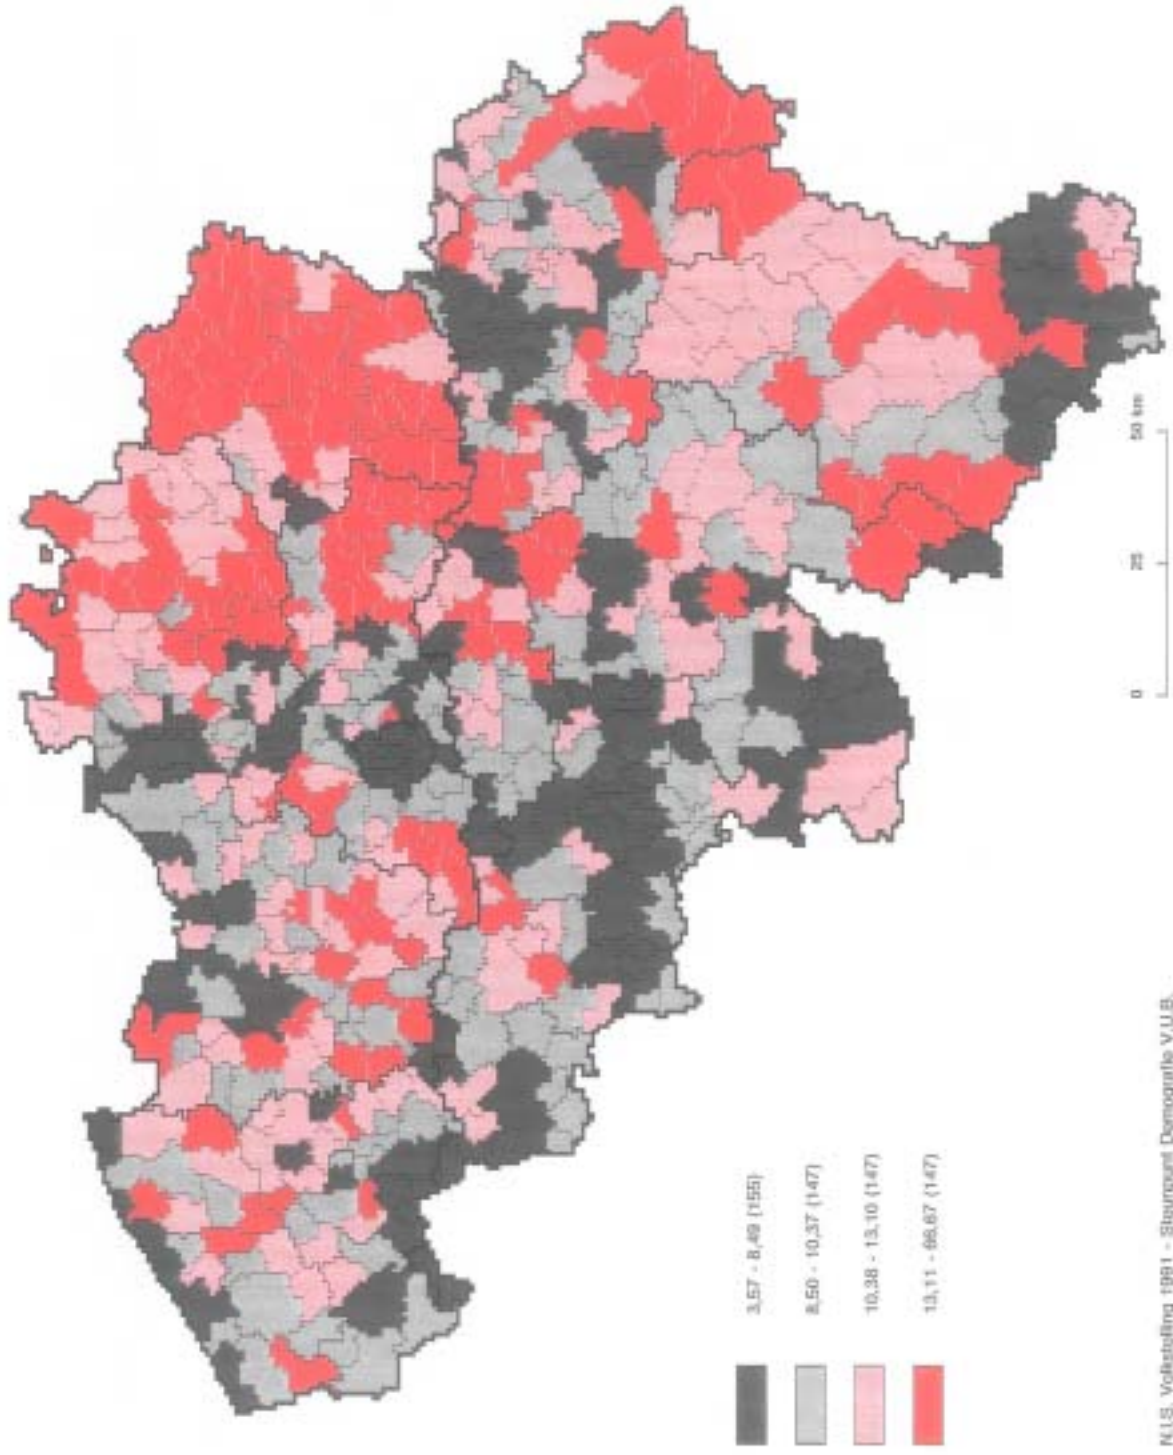 3,57 - 8,49 (155)
8,50 - 10,37 (147)
10,38 - 13,10 (147)
13,11 - 66,67 (147)
0 25 50 km
N.I.S. Volkstelling 1991 - Steunpunt Demografie V.U.B.